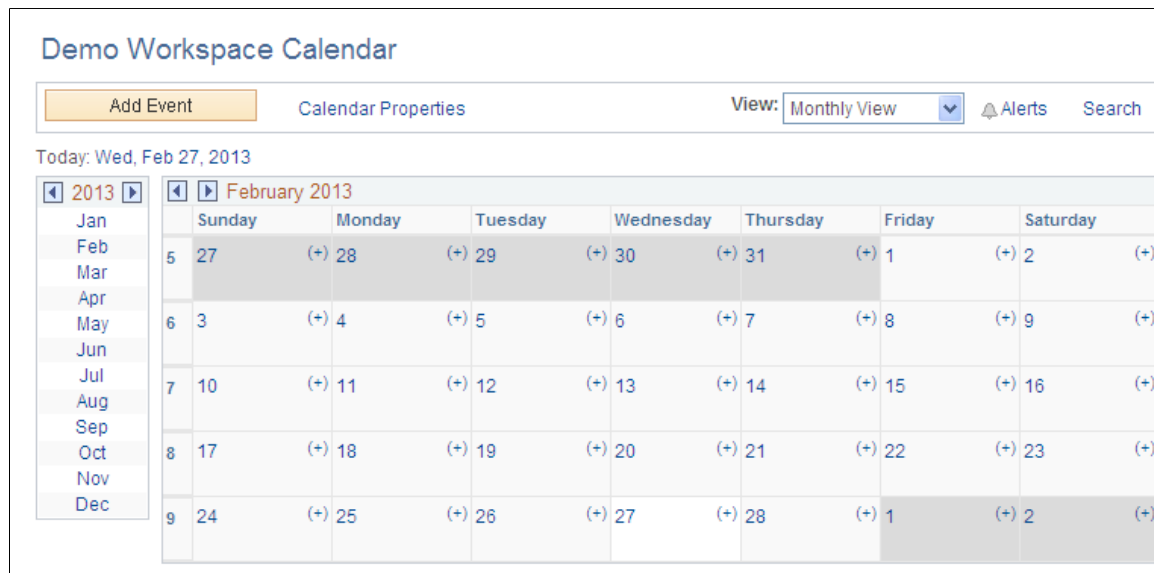 Demo Workspace Calendar
Add Event Calendar Properties View: Monthly View Alerts Search
Today: Wed, Feb 27, 2013
2013
Jan
Feb
Mar
Apr
May
Jun
Jul
Aug
Sep
Oct
Nov
Dec
February 2013
Sunday Monday Tuesday Wednesday Thursday Friday Saturday
5 27 (+) 28 (+) 29 (+) 30 (+) 31 (+) 1 (+) 2 (+)
6 3 (+) 4 (+) 5 (+) 6 (+) 7 (+) 8 (+) 9 (+)
7 10 (+) 11 (+) 12 (+) 13 (+) 14 (+) 15 (+) 16 (+)
8 17 (+) 18 (+) 19 (+) 20 (+) 21 (+) 22 (+) 23 (+)
9 24 (+) 25 (+) 26 (+) 27 (+) 28 (+) 1 (+) 2 (+)